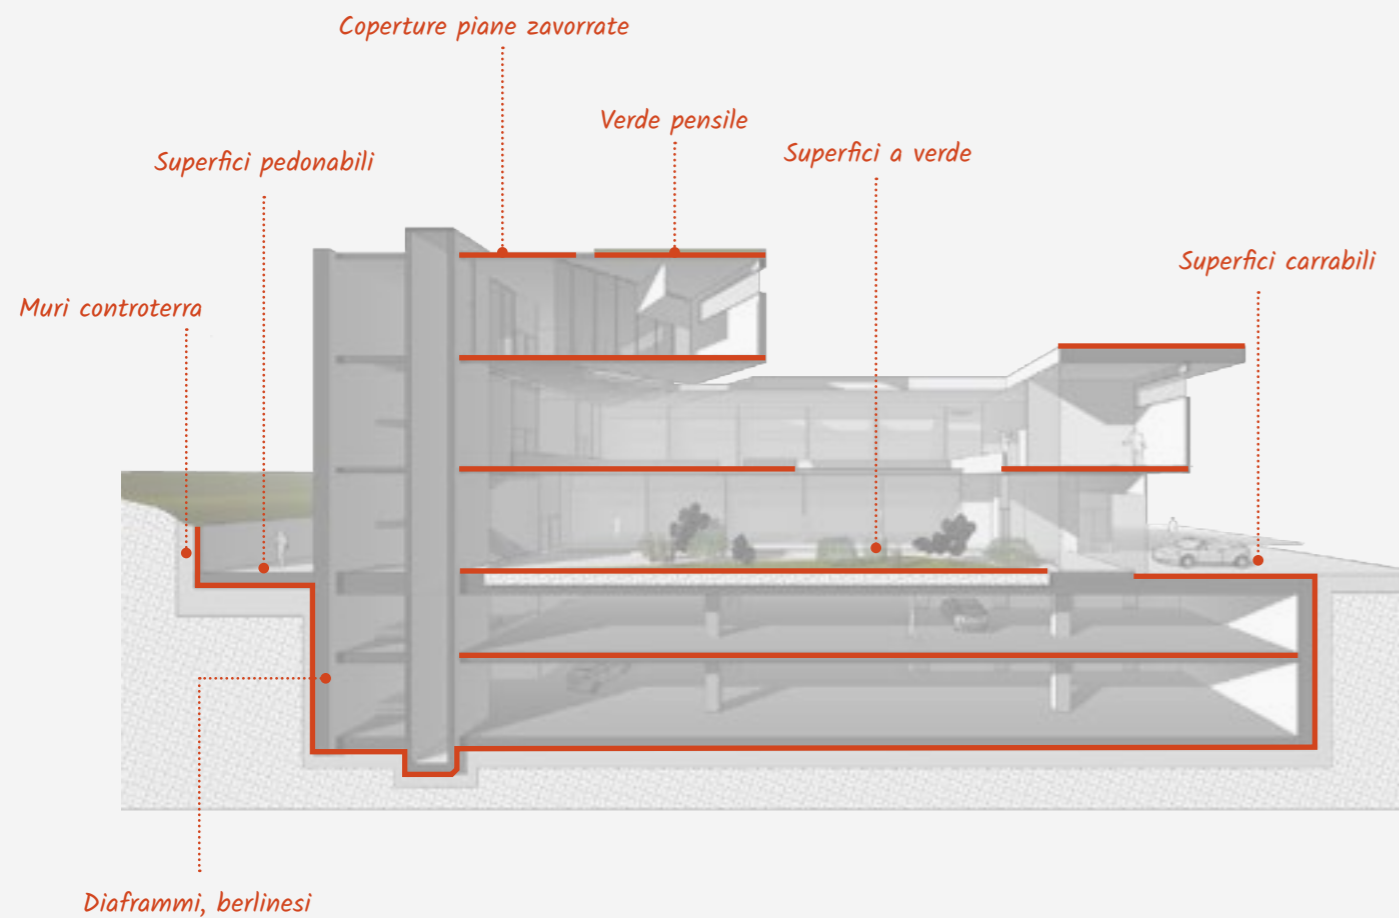 Coperture piane zavorrate
Verde pensile
Superfici a verde
Superfici pedonabili
Superfici carrabili
Muri controterra
Diaframmi, berlinesi